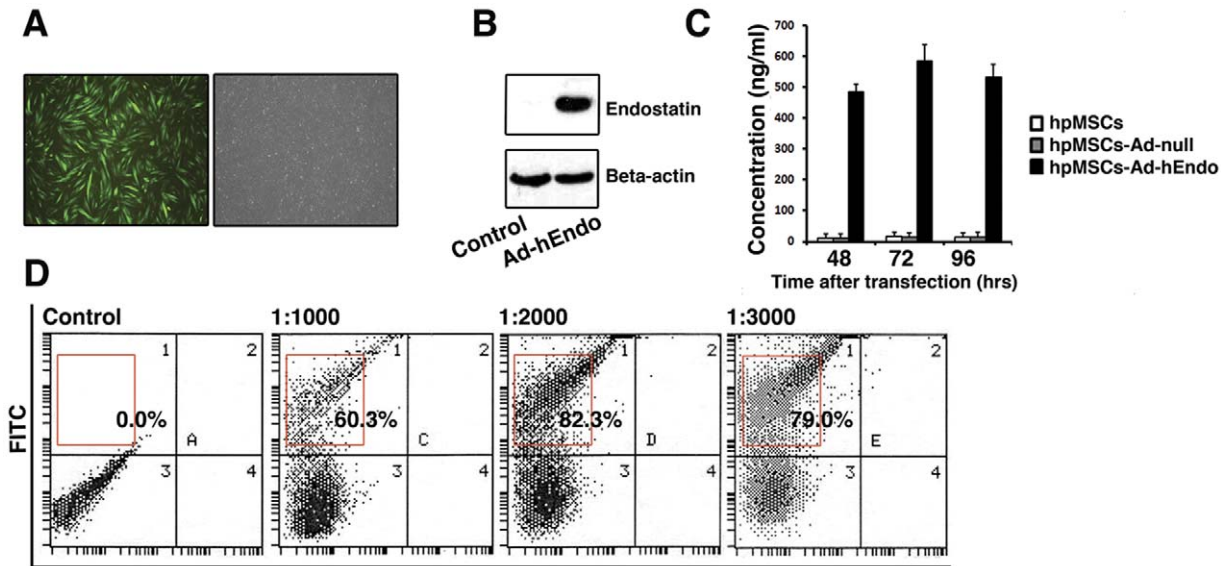 A
B
Endostatin
Beta-actin
Control
Ad-hEndo
C
Concentration (ng/ml)
700
600
500
400
300
200
100
0
48 72 96
Time after transfection (hrs)
hpMSCs
hpMSCs-Ad-null
hpMSCs-Ad-hEndo
D
FITC
Control
1 2
0.0%
A
3 4
1:1000
1 2
60.3%
C
3 4
1:2000
1 2
82.3%
D
3 4
1:3000
1 2
79.0%
E
3 4